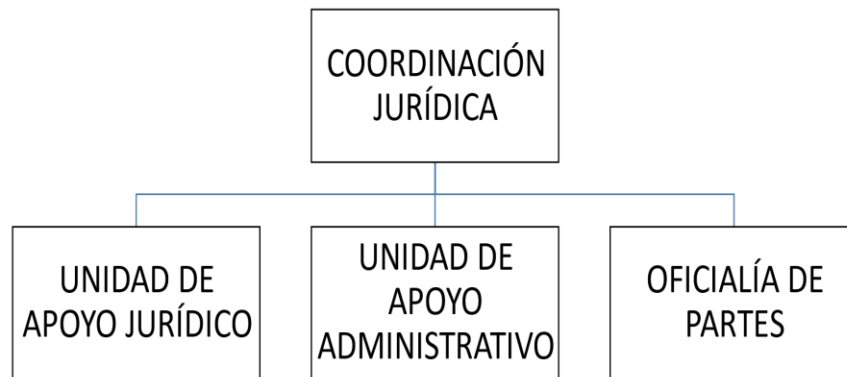 COORDINACIÓN
JURÍDICA
UNIDAD DE
APOYO JURÍDICO
UNIDAD DE
APOYO
ADMINISTRATIVO
OFICIALÍA DE
PARTES